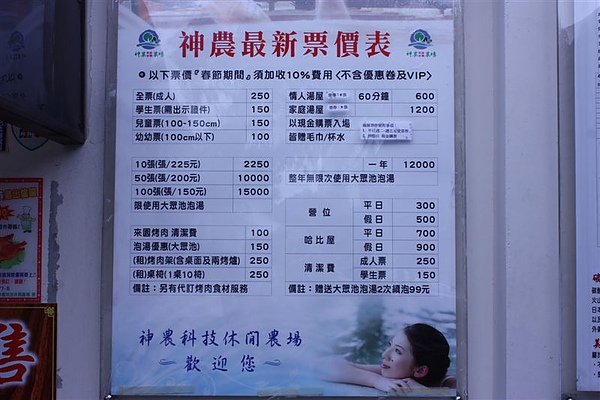 神農最新票價表
以下票價『春節期間』須加收10%費用〈不含優惠卷及VIP〉
全票(成人) 250
學生票(需出示證件) 150
兒童票(100-150cm) 150
幼幼票(100cm以下) 100
情人湯屋 60分鐘 600
家庭湯屋 1200
以現金購票入場
皆贈毛巾/杯水
10張(張/225元) 2250
50張(張/200元) 10000
100張(張/150元) 15000
限使用大眾池泡湯
一年 12000
整年無限次使用大眾池泡湯
來園烤肉 清潔費 100
泡湯優惠(大眾池) 150
(租)烤肉架(含桌面及兩烤爐) 250
(租)桌椅(1桌10椅) 250
備註：另有代訂烤肉食材服務
營位 平日 300
假日 500
哈比屋 平日 700
假日 900
清潔費 成人票 250
學生票 150
備註：贈送大眾池泡湯2次續泡99元
神農科技休閒農場
～歡迎您～
善